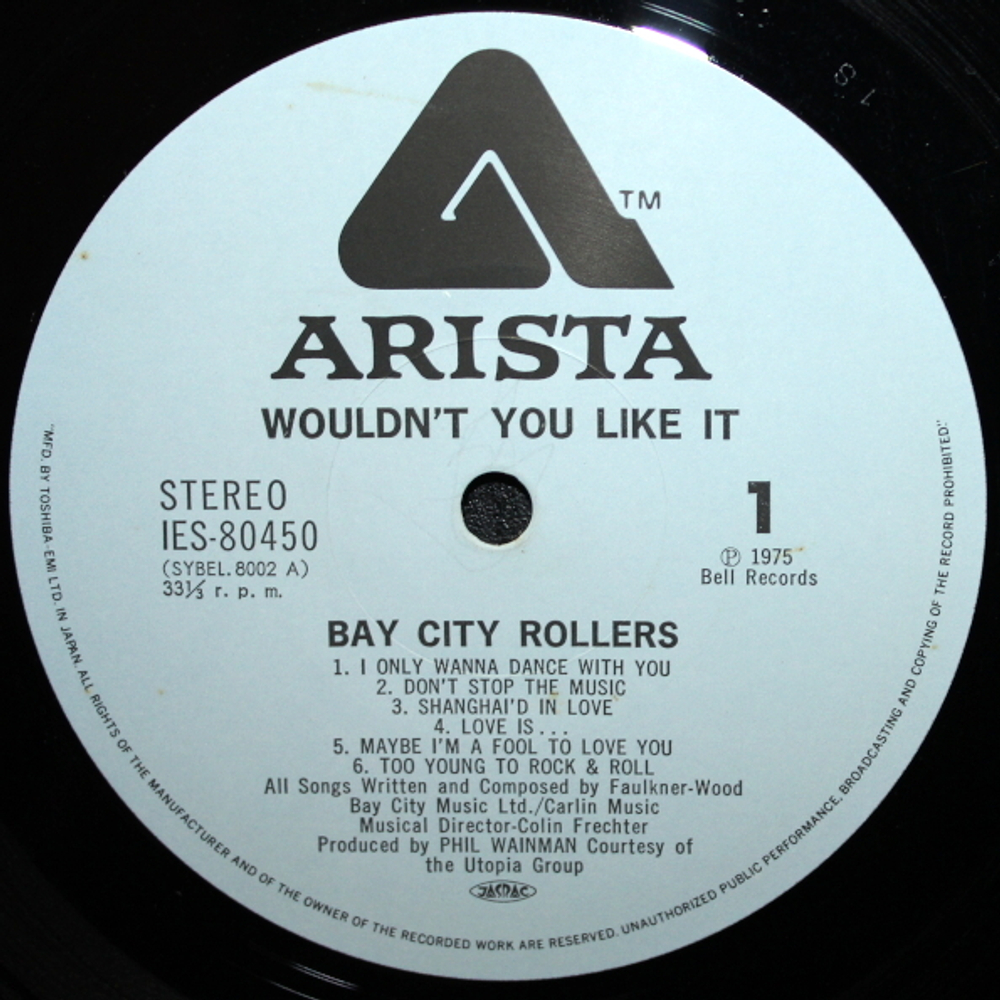 TM
ARISTA
WOULDN'T YOU LIKE IT
STEREO
IES-80450
(SYBEL.8002 A)
33⅓ r. p. m.
1
Ⓟ 1975
Bell Records
BAY CITY ROLLERS
1. I ONLY WANNA DANCE WITH YOU
2. DON'T STOP THE MUSIC
3. SHANGHAI'D IN LOVE
4. LOVE IS...
5. MAYBE I'M A FOOL TO LOVE YOU
6. TOO YOUNG TO ROCK & ROLL
All Songs Written and Composed by Faulkner-Wood
Bay City Music Ltd./Carlin Music
Musical Director-Colin Frechter
Produced by PHIL WAINMAN Courtesy of
the Utopia Group
JASRAC
"MFD. BY TOSHIBA-EMI LTD. IN JAPAN. ALL RIGHTS OF THE MANUFACTURER AND OF THE OWNER OF THE RECORDED WORK ARE RESERVED. UNAUTHORIZED PUBLIC PERFORMANCE, BROADCASTING AND COPYING OF THE RECORD PROHIBITED."